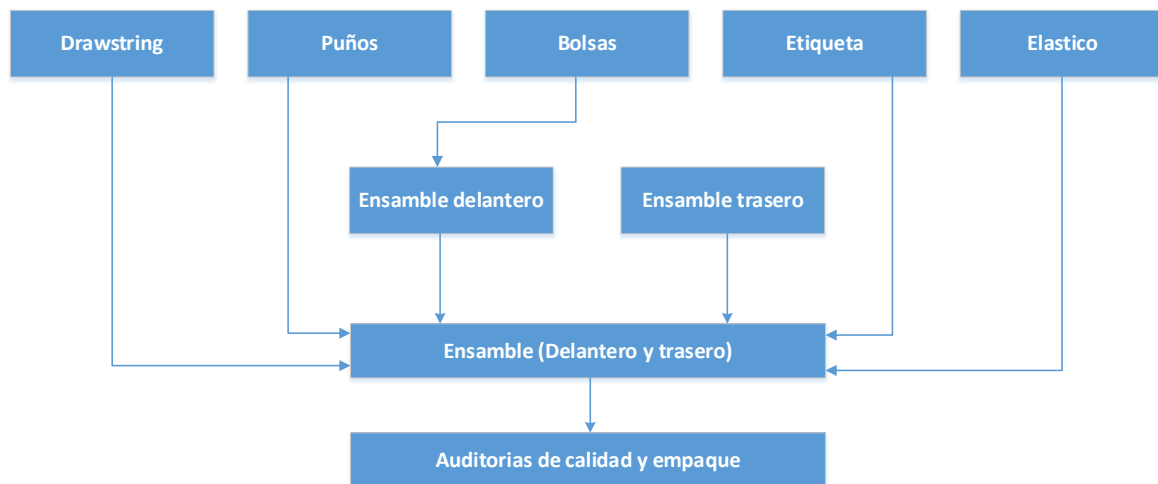 Drawstring
Puños
Bolsas
Etiqueta
Elastico
Ensamble delantero
Ensamble trasero
Ensamble (Delantero y trasero)
Auditorias de calidad y empaque